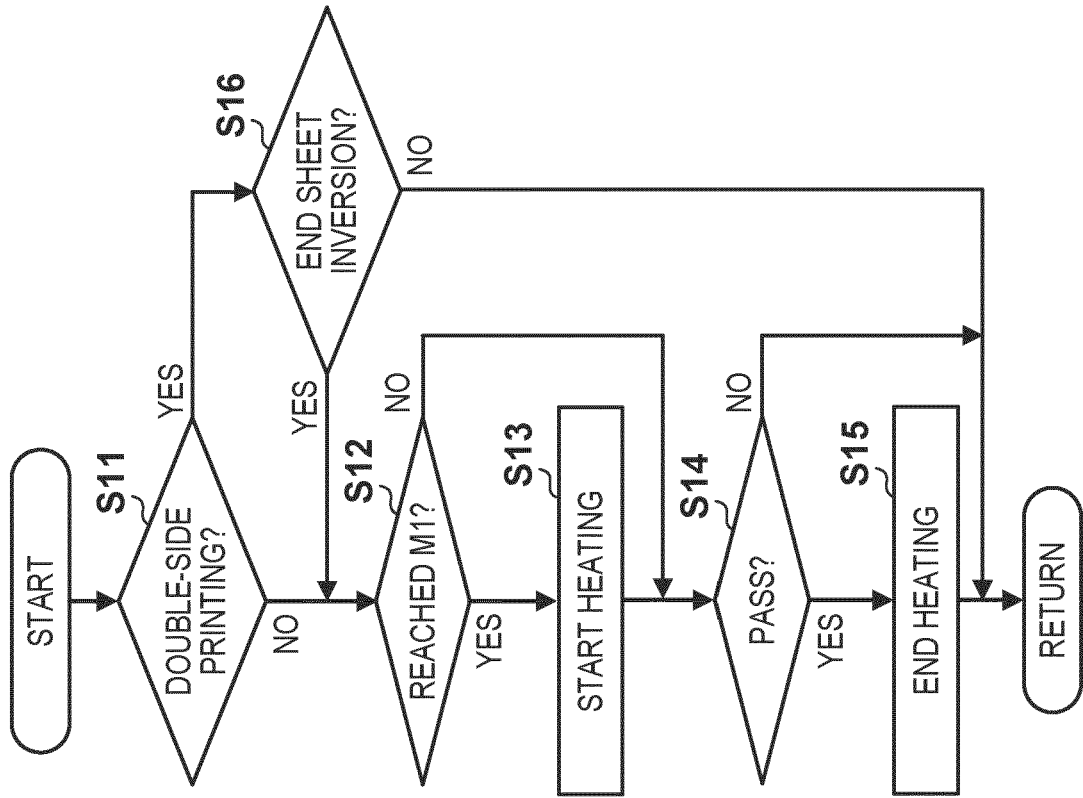 START
S11
DOUBLE-SIDE
PRINTING?
YES
NO
S16
END SHEET
INVERSION?
YES
NO
S12
REACHED M1?
NO
YES
S13
START HEATING
S14
PASS?
NO
YES
S15
END HEATING
RETURN